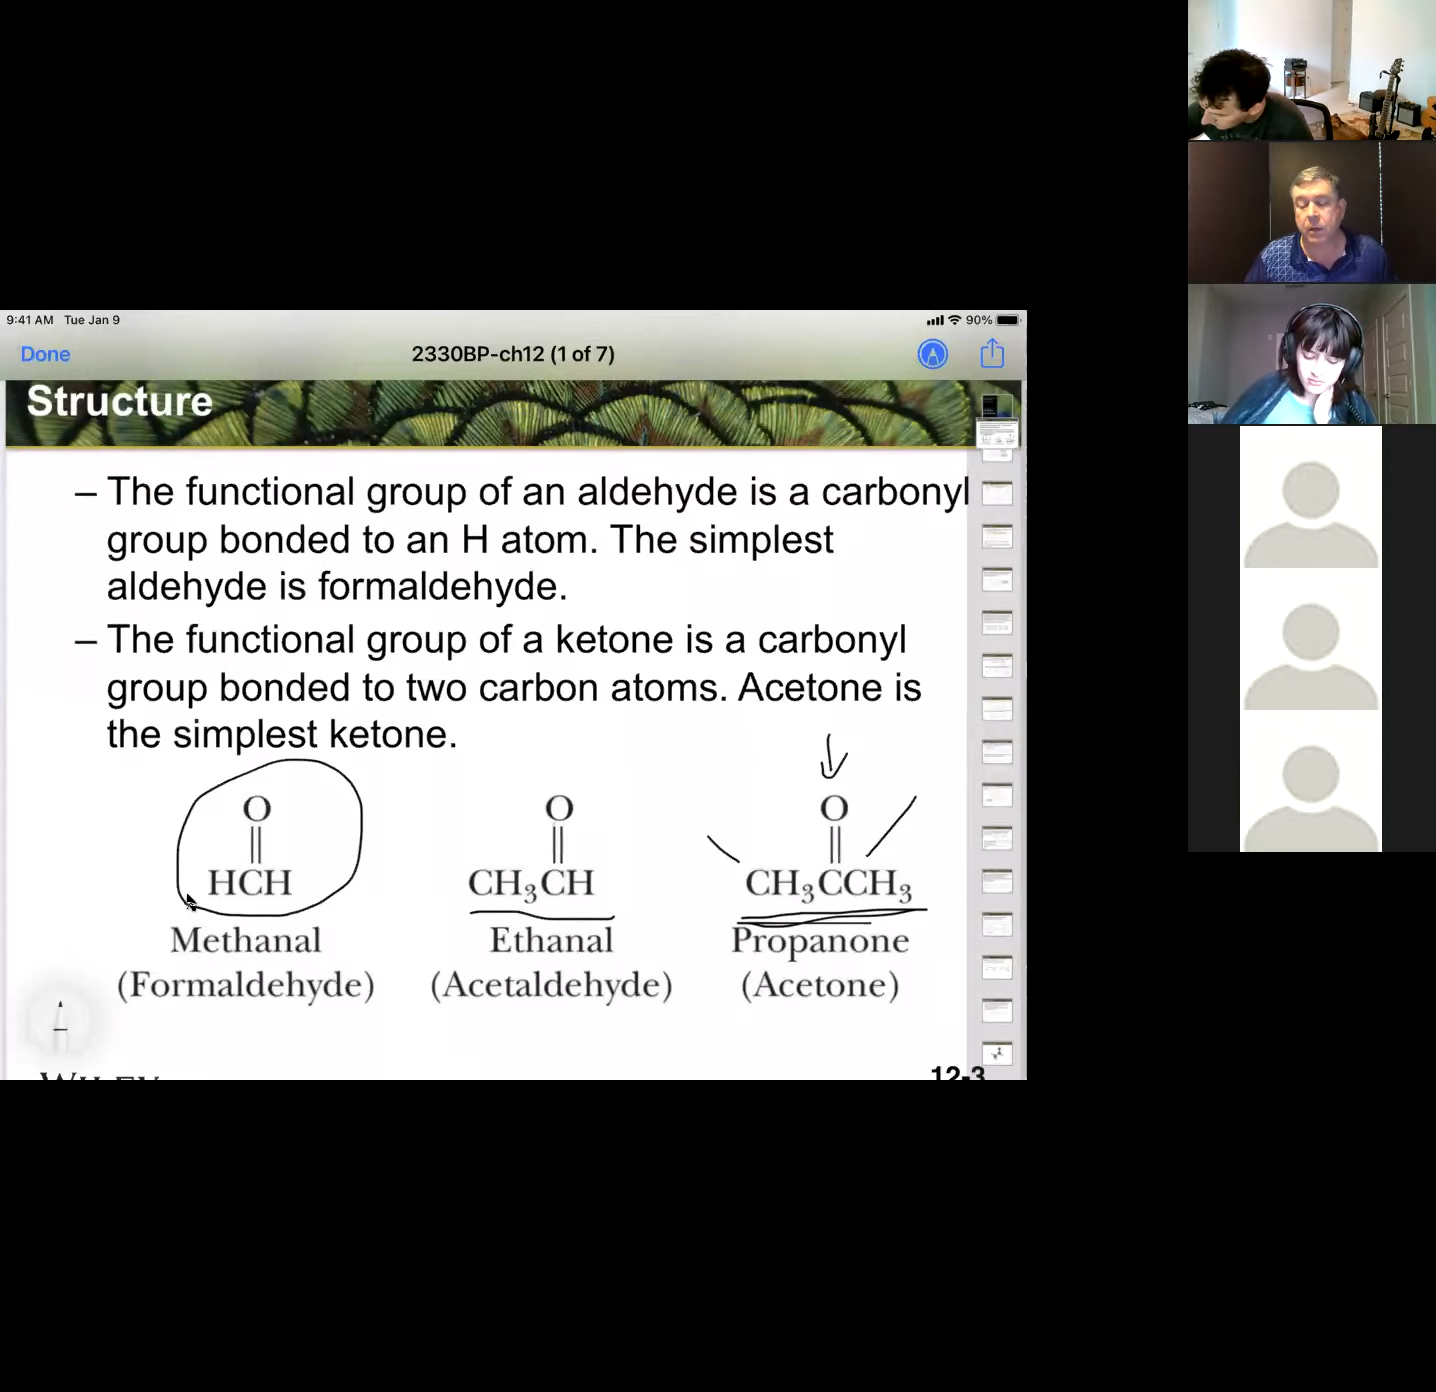 9:41 AM Tue Jan 9
90%
Done
2330BP-ch12 (1 of 7)
Structure
– The functional group of an aldehyde is a carbonyl
group bonded to an H atom. The simplest
aldehyde is formaldehyde.
– The functional group of a ketone is a carbonyl
group bonded to two carbon atoms. Acetone is
the simplest ketone.
O O O
HCH CH₃CH CH₃CCH₃
Methanal Ethanal Propanone
(Formaldehyde) (Acetaldehyde) (Acetone)
WILEY
12-3